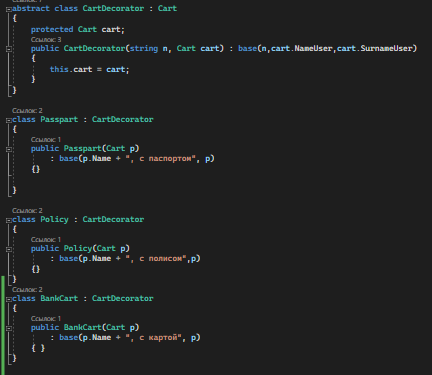 abstract class CartDecorator : Cart
{
protected Cart cart;
Ссылок: 3
public CartDecorator(string n, Cart cart) : base(n,cart.NameUser,cart.SurnameUser)
{
this.cart = cart;
}
}
Ссылок: 2
class Passpart : CartDecorator
{
Ссылок: 1
public Passpart(Cart p)
: base(p.Name + ", с паспортом", p)
{}
}
Ссылок: 2
class Policy : CartDecorator
{
Ссылок: 1
public Policy(Cart p)
: base(p.Name + ", с полисом",p)
{}
}
Ссылок: 2
class BankCart : CartDecorator
{
Ссылок: 1
public BankCart(Cart p)
: base(p.Name + ", с картой", p)
{ }
}